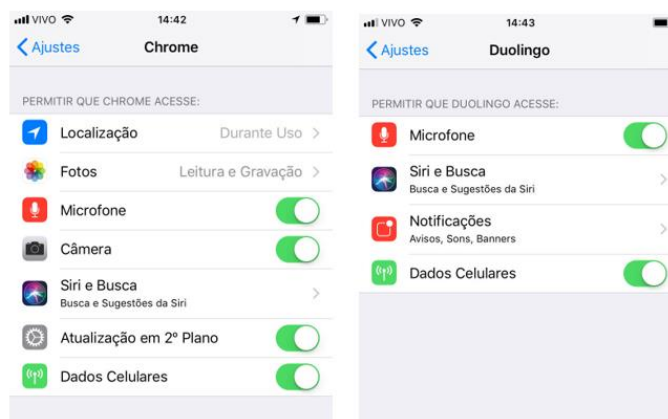 VIVO 14:42
Ajustes Chrome
PERMITIR QUE CHROME ACESSE:
Localização Durante Uso
Fotos Leitura e Gravação
Microfone
Câmera
Siri e Busca
Busca e Sugestões da Siri
Atualização em 2º Plano
Dados Celulares
VIVO 14:43
Ajustes Duolingo
PERMITIR QUE DUOLINGO ACESSE:
Microfone
Siri e Busca
Busca e Sugestões da Siri
Notificações
Avisos, Sons, Banners
Dados Celulares